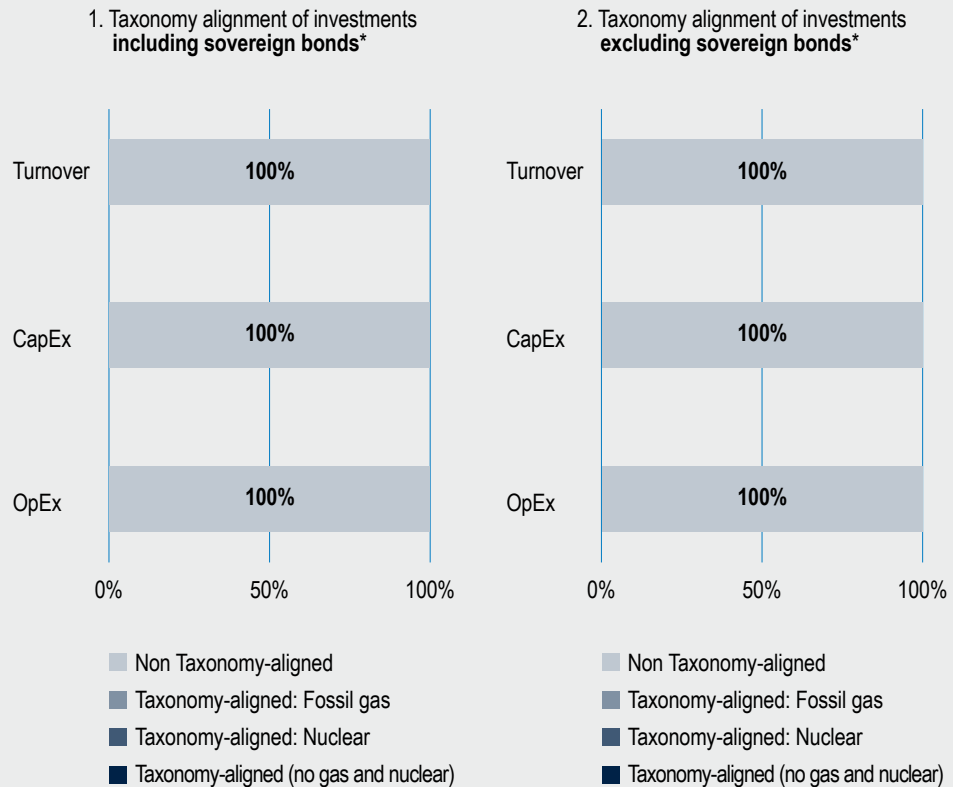 1. Taxonomy alignment of investments
including sovereign bonds*
Turnover
100%
CapEx
100%
OpEx
100%
0% 50% 100%
Non Taxonomy-aligned
Taxonomy-aligned: Fossil gas
Taxonomy-aligned: Nuclear
Taxonomy-aligned (no gas and nuclear)
2. Taxonomy alignment of investments
excluding sovereign bonds*
Turnover
100%
CapEx
100%
OpEx
100%
0% 50% 100%
Non Taxonomy-aligned
Taxonomy-aligned: Fossil gas
Taxonomy-aligned: Nuclear
Taxonomy-aligned (no gas and nuclear)